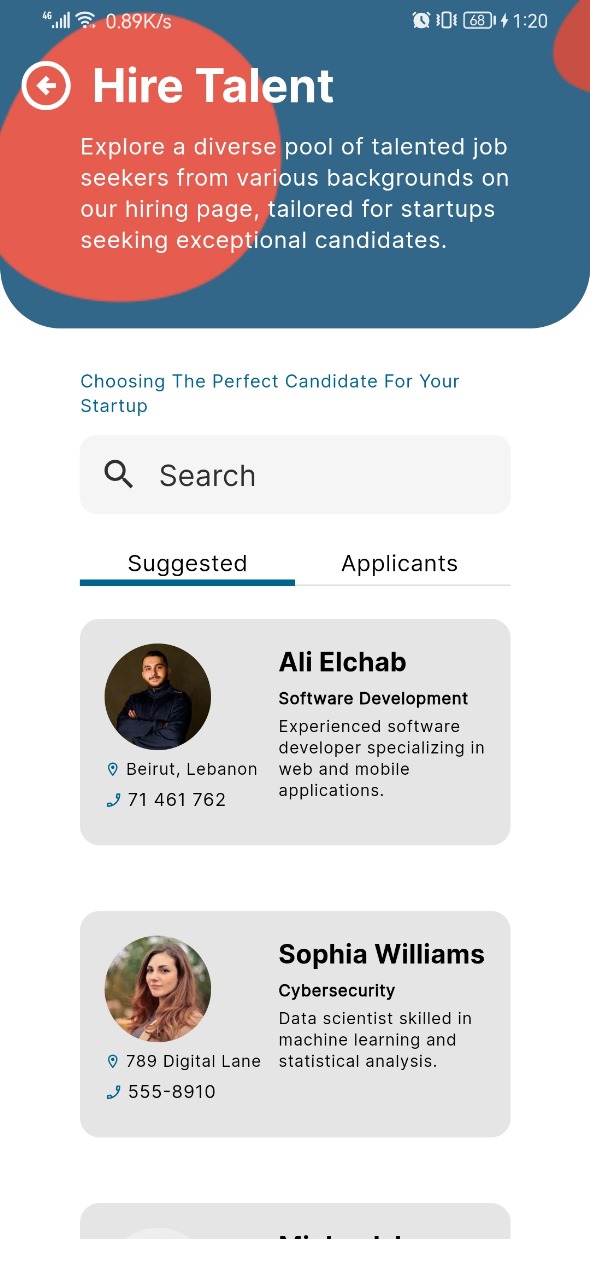 4G 0.89K/s 68 1:20
Hire Talent
Explore a diverse pool of talented job
seekers from various backgrounds on
our hiring page, tailored for startups
seeking exceptional candidates.
Choosing The Perfect Candidate For Your
Startup
Search
Suggested Applicants
Ali Elchab
Software Development
Experienced software
developer specializing in
web and mobile
applications.
Beirut, Lebanon
71 461 762
Sophia Williams
Cybersecurity
Data scientist skilled in
machine learning and
statistical analysis.
789 Digital Lane
555-8910